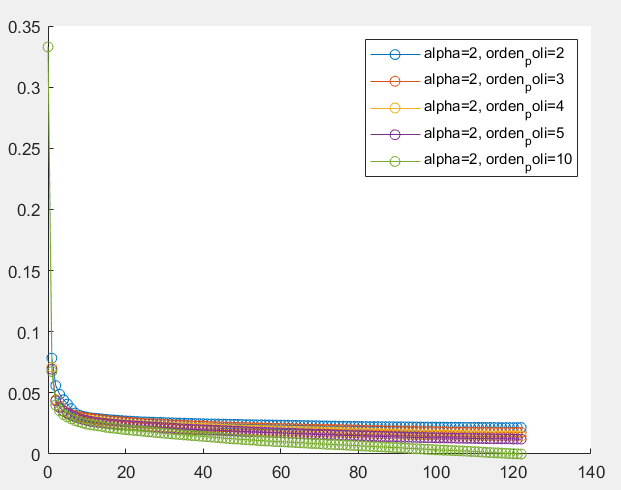 0.35
0.3
0.25
0.2
0.15
0.1
0.05
0
0 20 40 60 80 100 120 140
alpha=2, orden_poli=2
alpha=2, orden_poli=3
alpha=2, orden_poli=4
alpha=2, orden_poli=5
alpha=2, orden_poli=10